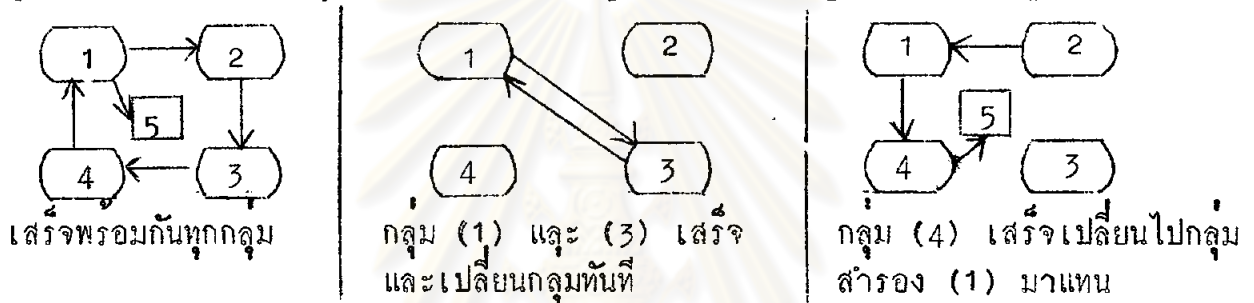 1 2
5
4 3
เสร็จพร้อมกันทุกกลุ่ม
1 2
4 3
กลุ่ม (1) และ (3) เสร็จ
และเปลี่ยนกลุ่มทันที
1 2
5
4 3
กลุ่ม (4) เสร็จเปลี่ยนไปกลุ่ม
สำรอง (1) มาแทน